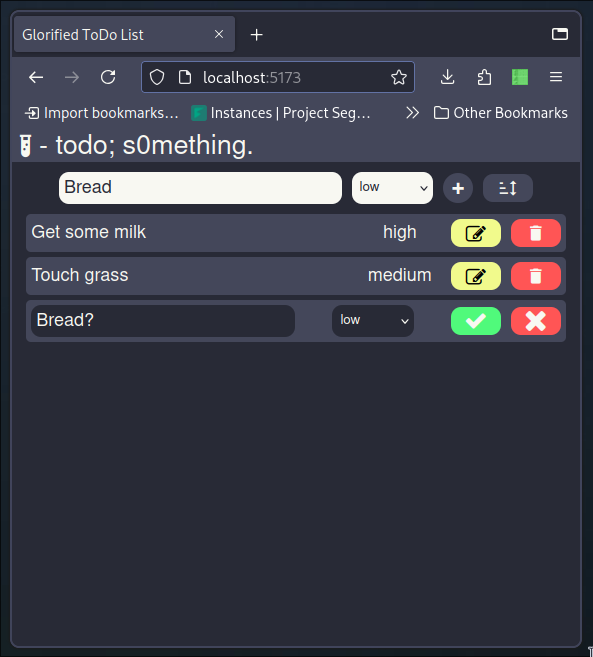 Glorified ToDo List
localhost:5173
Import bookmarks... Instances | Project Seg... Other Bookmarks
- todo; s0mething.
Bread low
Get some milk high
Touch grass medium
Bread? low